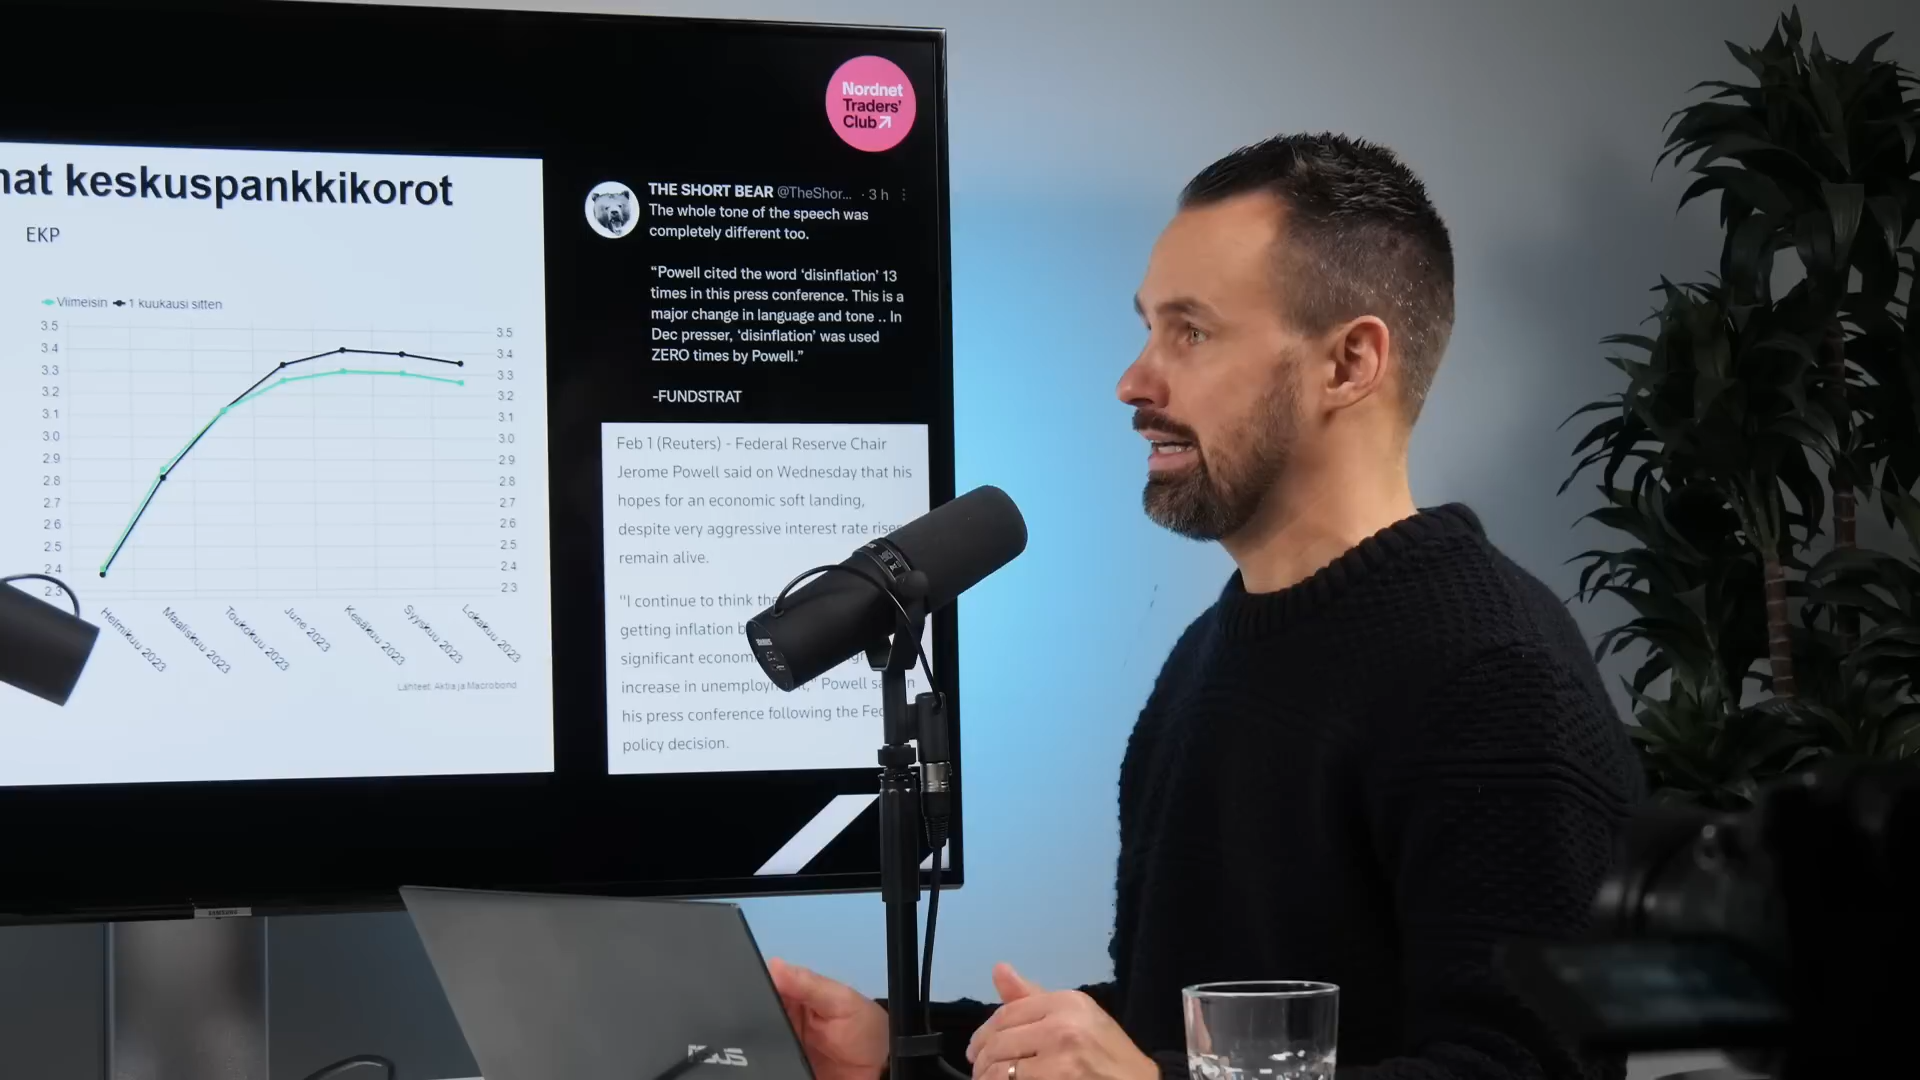 Nordnet
Traders'
Club
keskuspankkikorot
EKP
Viimeisin 1 kuukausi sitten
3.5
3.4
3.3
3.2
3.1
3.0
2.9
2.8
2.7
2.6
2.5
2.4
2.3
3.5
3.4
3.3
3.2
3.1
3.0
2.9
2.8
2.7
2.6
2.5
2.4
2.3
Helmikuu 2023
Maaliskuu 2023
Toukokuu 2023
June 2023
Kesäkuu 2023
Syyskuu 2023
Lokakuu 2023
Lähteet: Aktia ja Macrobond
THE SHORT BEAR @TheShor... · 3 h
The whole tone of the speech was
completely different too.
“Powell cited the word ‘disinflation’ 13
times in this press conference. This is a
major change in language and tone .. In
Dec presser, ‘disinflation’ was used
ZERO times by Powell.”
-FUNDSTRAT
Feb 1 (Reuters) - Federal Reserve Chair
Jerome Powell said on Wednesday that his
hopes for an economic soft landing,
despite very aggressive interest rate rises
remain alive.
"I continue to think
getting inflation
significant
increase in Powell
his press conference following the Fed
policy decision.
SAMSUNG
ASUS